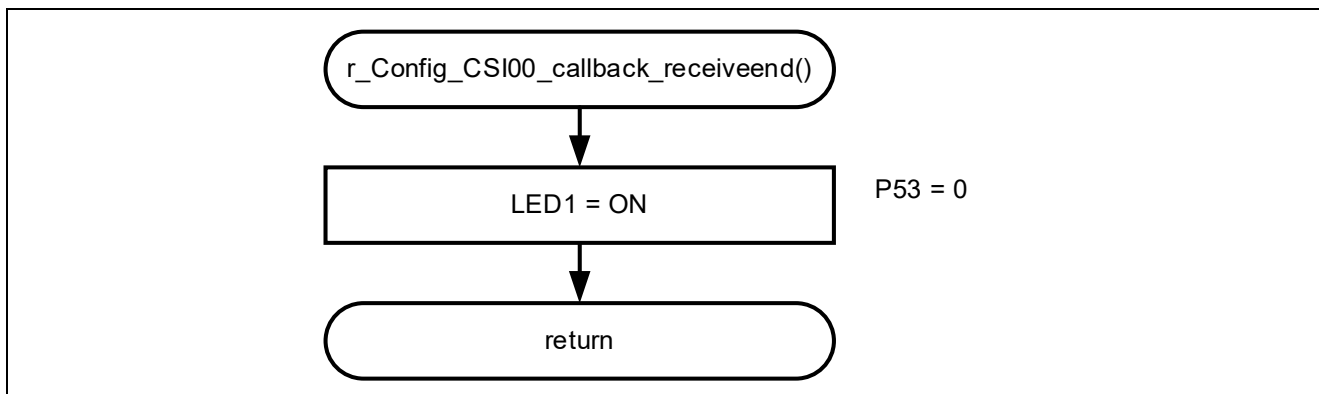 r_Config_CSI00_callback_receiveend()
LED1 = ON
P53 = 0
return